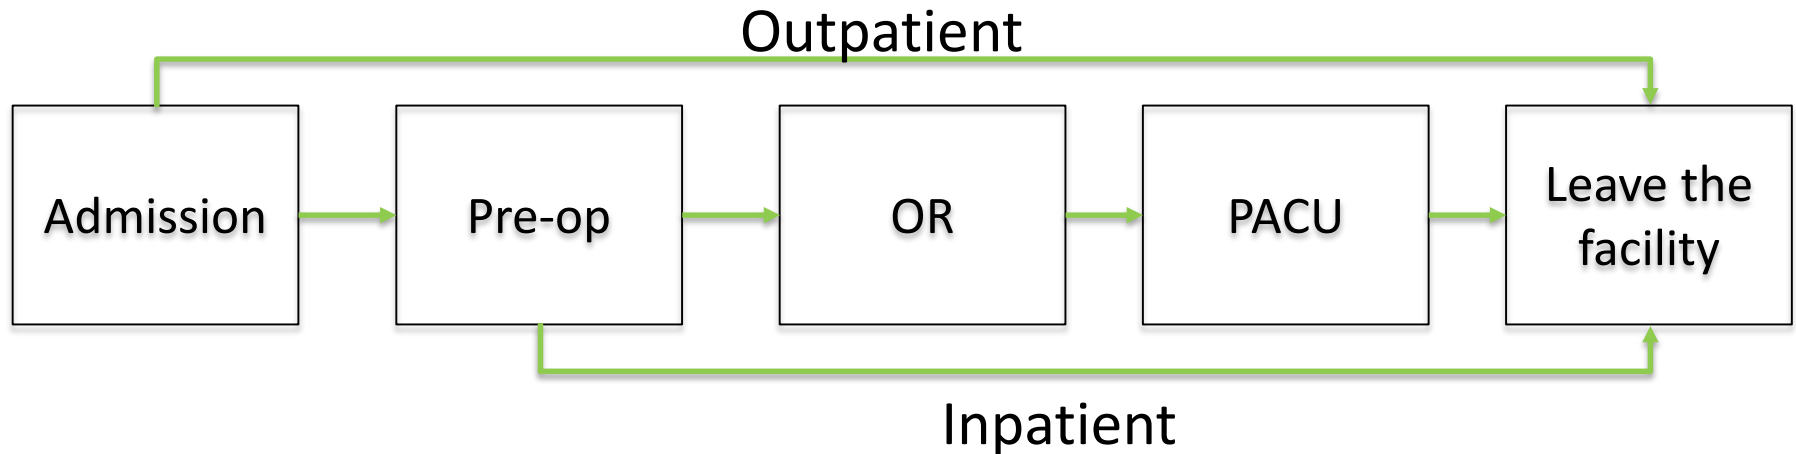 Outpatient
Admission
Pre-op
OR
PACU
Leave the
facility
Inpatient